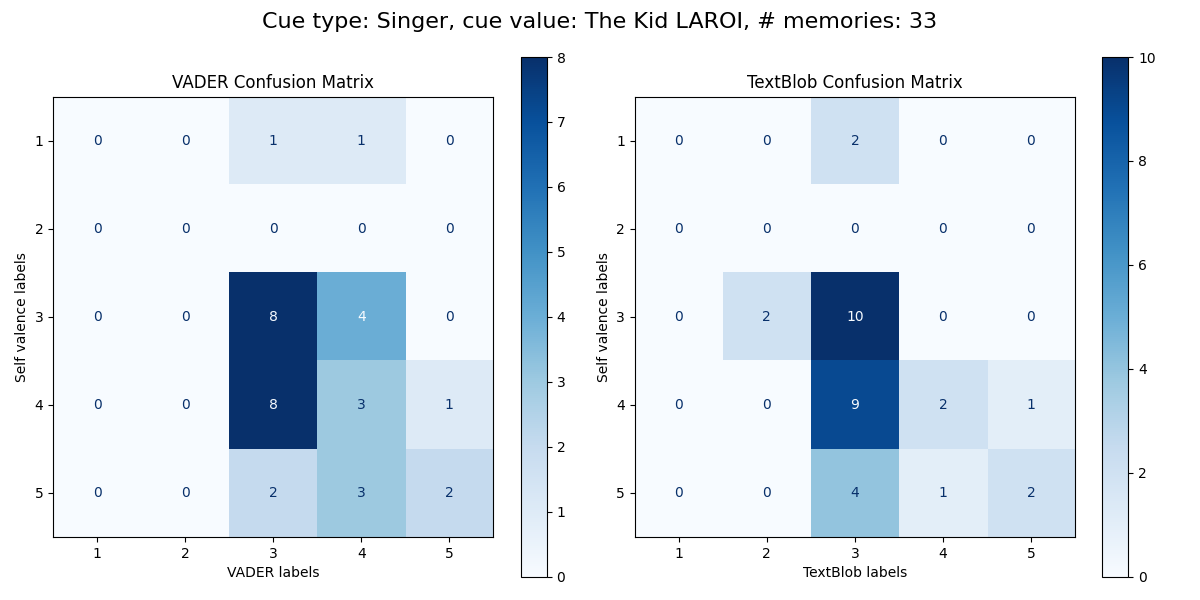 Cue type: Singer, cue value: The Kid LAROI, # memories: 33
VADER Confusion Matrix
Self valence labels
1 0 0 1 1 0
2 0 0 0 0 0
3 0 0 8 4 0
4 0 0 8 3 1
5 0 0 2 3 2
1 2 3 4 5
VADER labels
8
7
6
5
4
3
2
1
0
TextBlob Confusion Matrix
Self valence labels
1 0 0 2 0 0
2 0 0 0 0 0
3 0 2 10 0 0
4 0 0 9 2 1
5 0 0 4 1 2
1 2 3 4 5
TextBlob labels
10
8
6
4
2
0